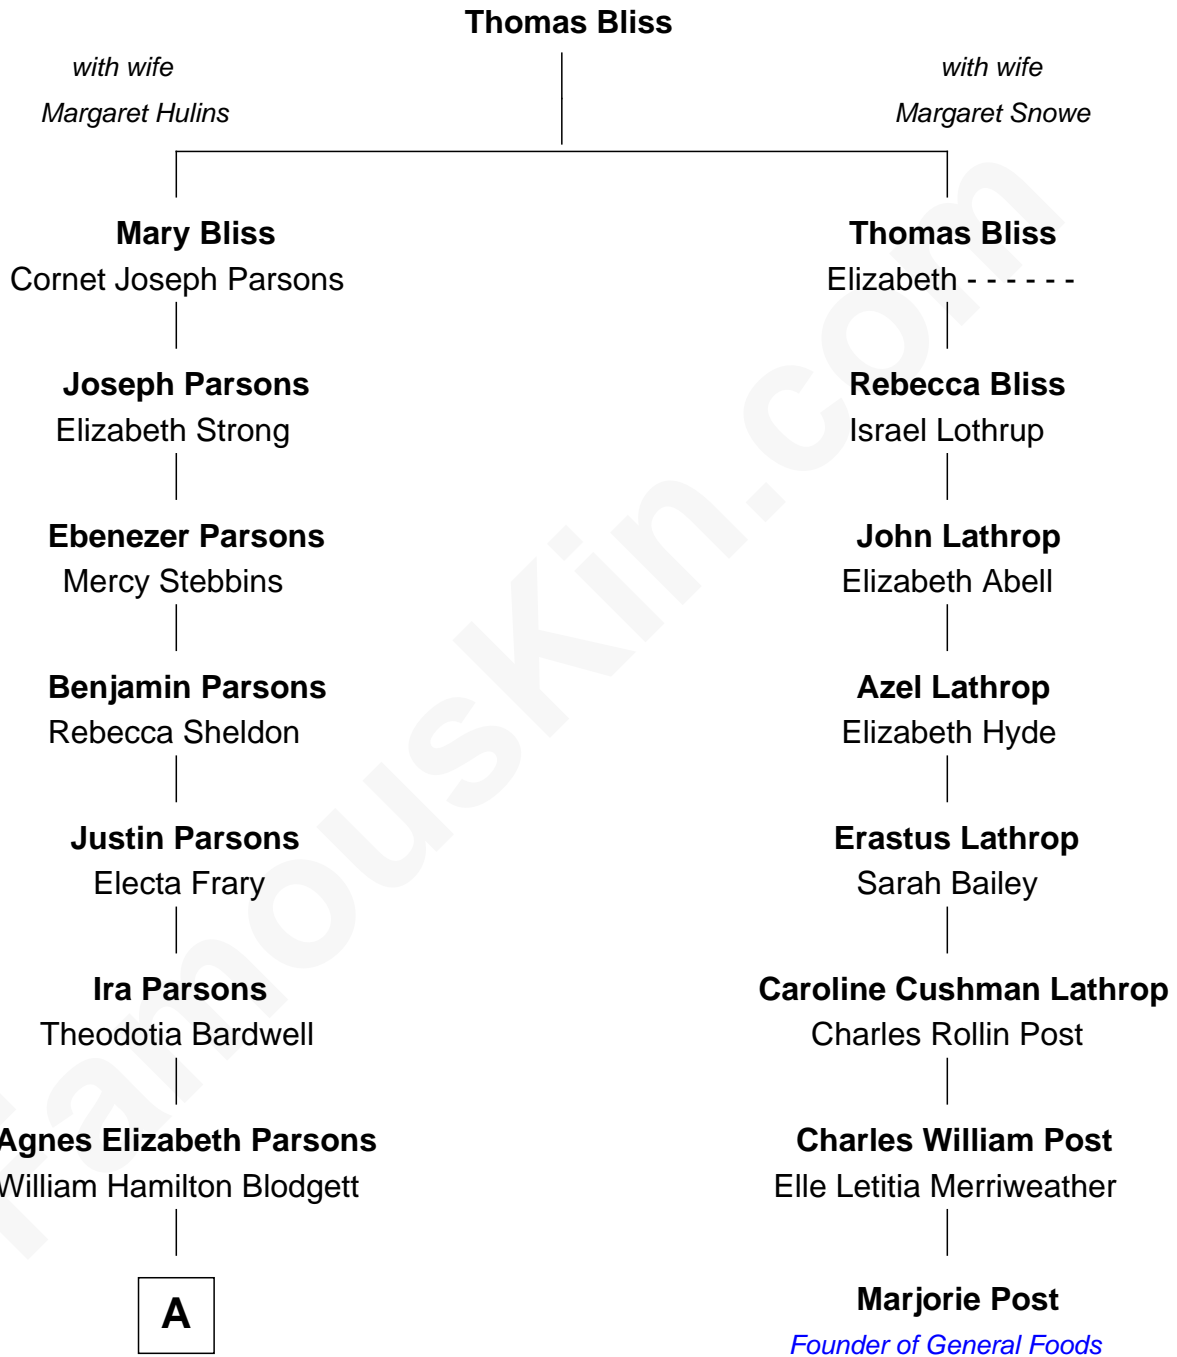 Thomas Bliss
with wife
Margaret Hulins
with wife
Margaret Snowe
Mary Bliss
Cornet Joseph Parsons
Thomas Bliss
Elizabeth - - - - - -
Joseph Parsons
Elizabeth Strong
Rebecca Bliss
Israel Lothrup
Ebenezer Parsons
Mercy Stebbins
John Lathrop
Elizabeth Abell
Benjamin Parsons
Rebecca Sheldon
Azel Lathrop
Elizabeth Hyde
Justin Parsons
Electa Frary
Erastus Lathrop
Sarah Bailey
Ira Parsons
Theodotia Bardwell
Caroline Cushman Lathrop
Charles Rollin Post
Agnes Elizabeth Parsons
William Hamilton Blodgett
Charles William Post
Elle Letitia Merriweather
A
Marjorie Post
Founder of General Foods
FamousKin.com